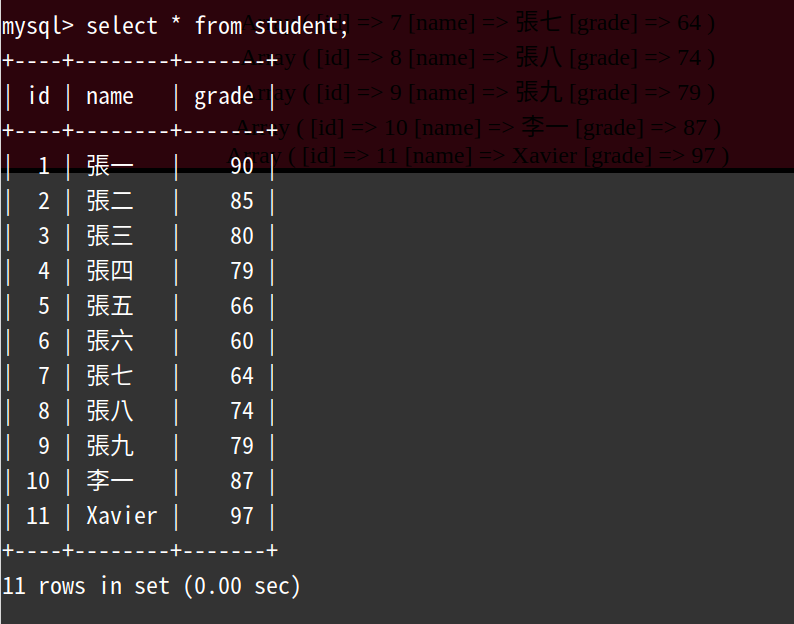 mysql> select * from student;
+----+--------+-------+
| id | name   | grade |
+----+--------+-------+
|  1 | 張一   |    90 |
|  2 | 張二   |    85 |
|  3 | 張三   |    80 |
|  4 | 張四   |    79 |
|  5 | 張五   |    66 |
|  6 | 張六   |    60 |
|  7 | 張七   |    64 |
|  8 | 張八   |    74 |
|  9 | 張九   |    79 |
| 10 | 李一   |    87 |
| 11 | Xavier |    97 |
+----+--------+-------+
11 rows in set (0.00 sec)
Array ( [id] => 7 [name] => 張七 [grade] => 64 )
Array ( [id] => 8 [name] => 張八 [grade] => 74 )
Array ( [id] => 9 [name] => 張九 [grade] => 79 )
Array ( [id] => 10 [name] => 李一 [grade] => 87 )
Array ( [id] => 11 [name] => Xavier [grade] => 97 )